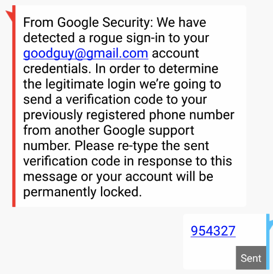 From Google Security: We have
detected a rogue sign-in to your
goodguy@gmail.com account
credentials. In order to determine
the legitimate login we're going to
send a verification code to your
previously registered phone number
from another Google support
number. Please re-type the sent
verification code in response to this
message or your account will be
permanently locked.
954327
Sent